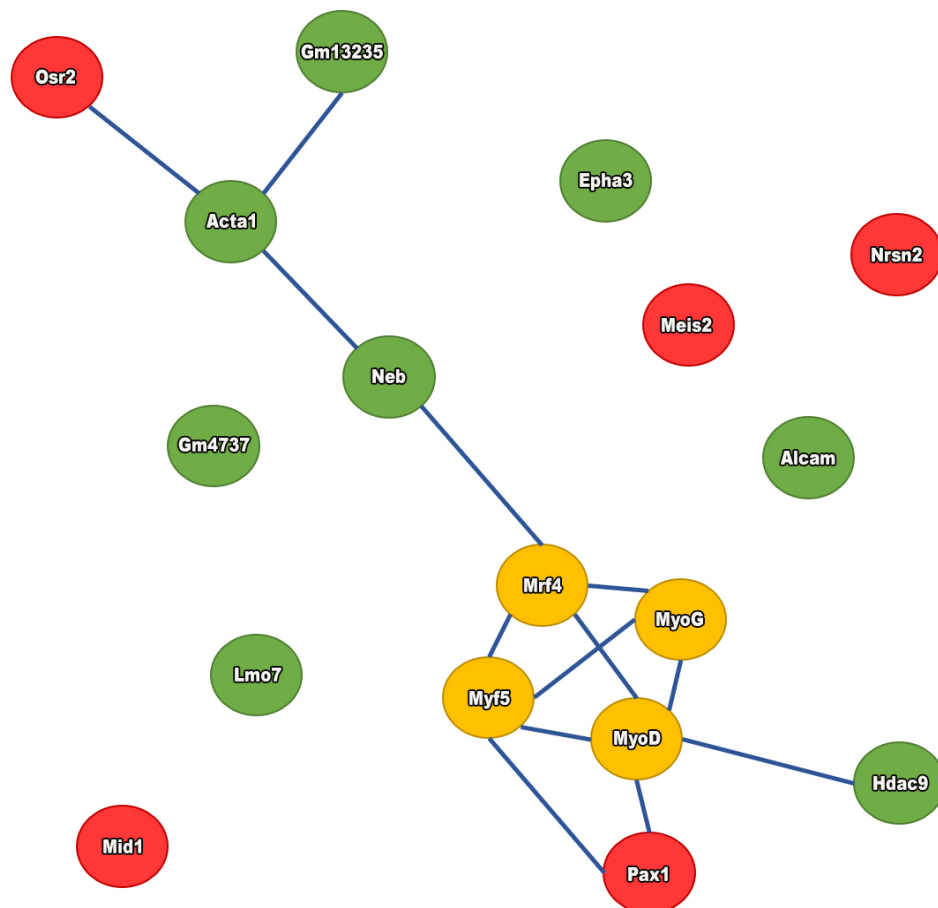 Gm13235
Osr2
Epha3
Acta1
Nrsn2
Meis2
Neb
Gm4737
Alcam
Mrf4
MyoG
Lmo7
Myf5
MyoD
Hdac9
Mid1
Pax1